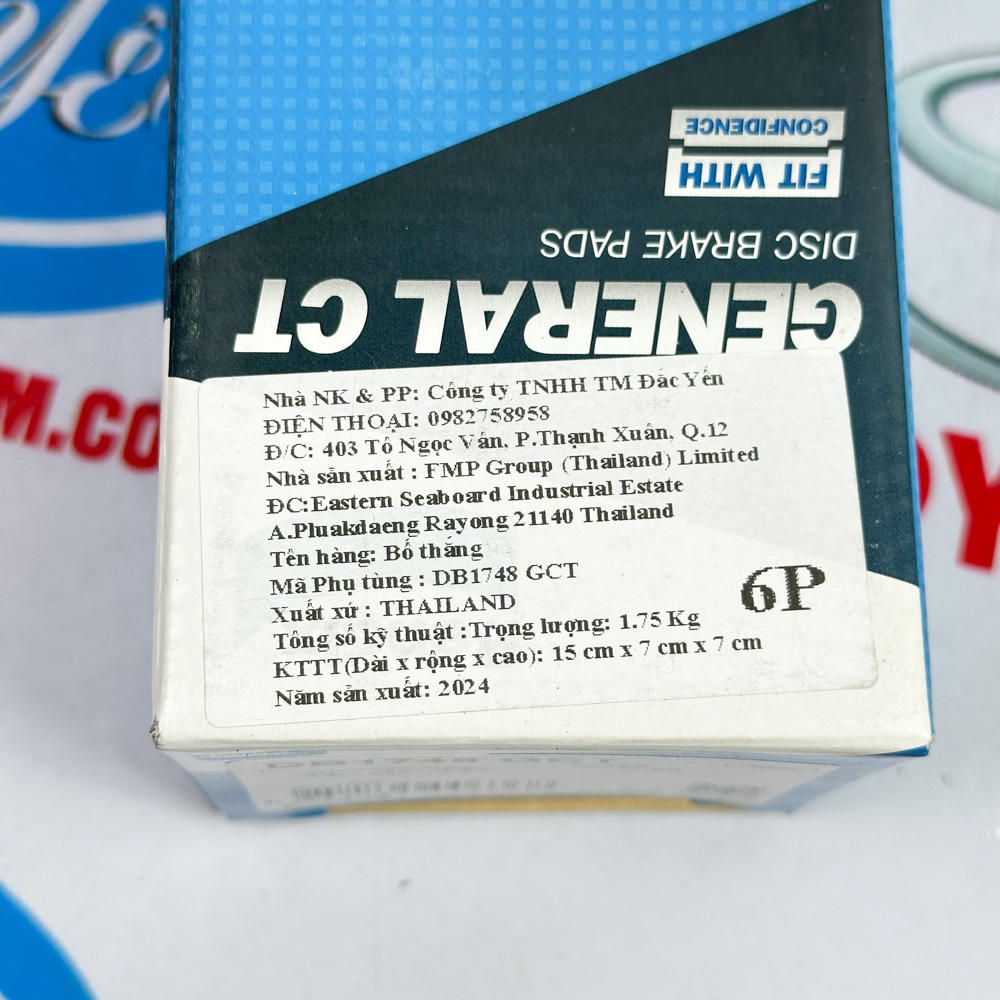 FIT WITH
CONFIDENCE
DISC BRAKE PADS
GENERAL CT
Nhà NK & PP: Công ty TNHH TM Đắc Yến
ĐIỆN THOẠI: 0982758958
Đ/C: 403 Tô Ngọc Vân, P.Thạnh Xuân, Q.12
Nhà sản xuất : FMP Group (Thailand) Limited
ĐC:Eastern Seaboard Industrial Estate
A.Pluakdaeng Rayong 21140 Thailand
Tên hàng: Bố thắng
Mã Phụ tùng : DB1748 GCT
Xuất xứ : THAILAND
6P
Tổng số kỹ thuật :Trọng lượng: 1.75 Kg
KTTT(Dài x rộng x cao): 15 cm x 7 cm x 7 cm
Năm sản xuất: 2024
DB1748 GCT
M.CO